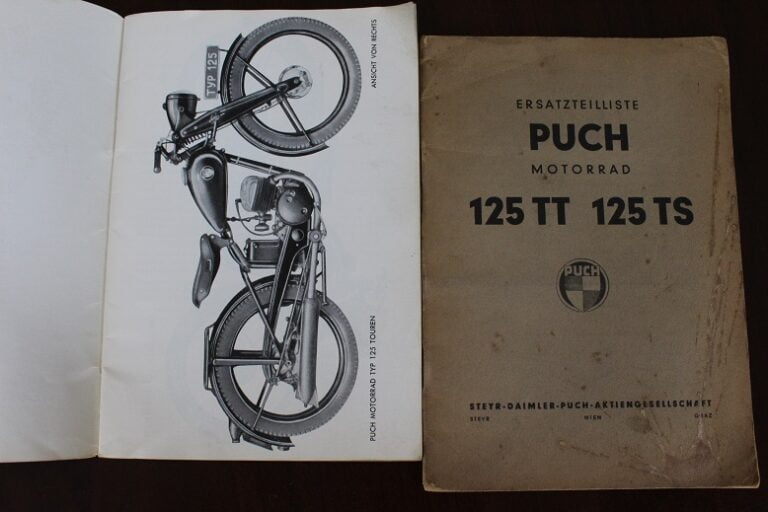 TYP 125
ANSICHT VON RECHTS
PUCH MOTORRAD TYP 125 TOUREN
ERSATZTEILLISTE
PUCH
MOTORRAD
125 TT 125 TS
PUCH
STEYR-DAIMLER-PUCH-AKTIENGESELLSCHAFT
STEYR WIEN GRAZ